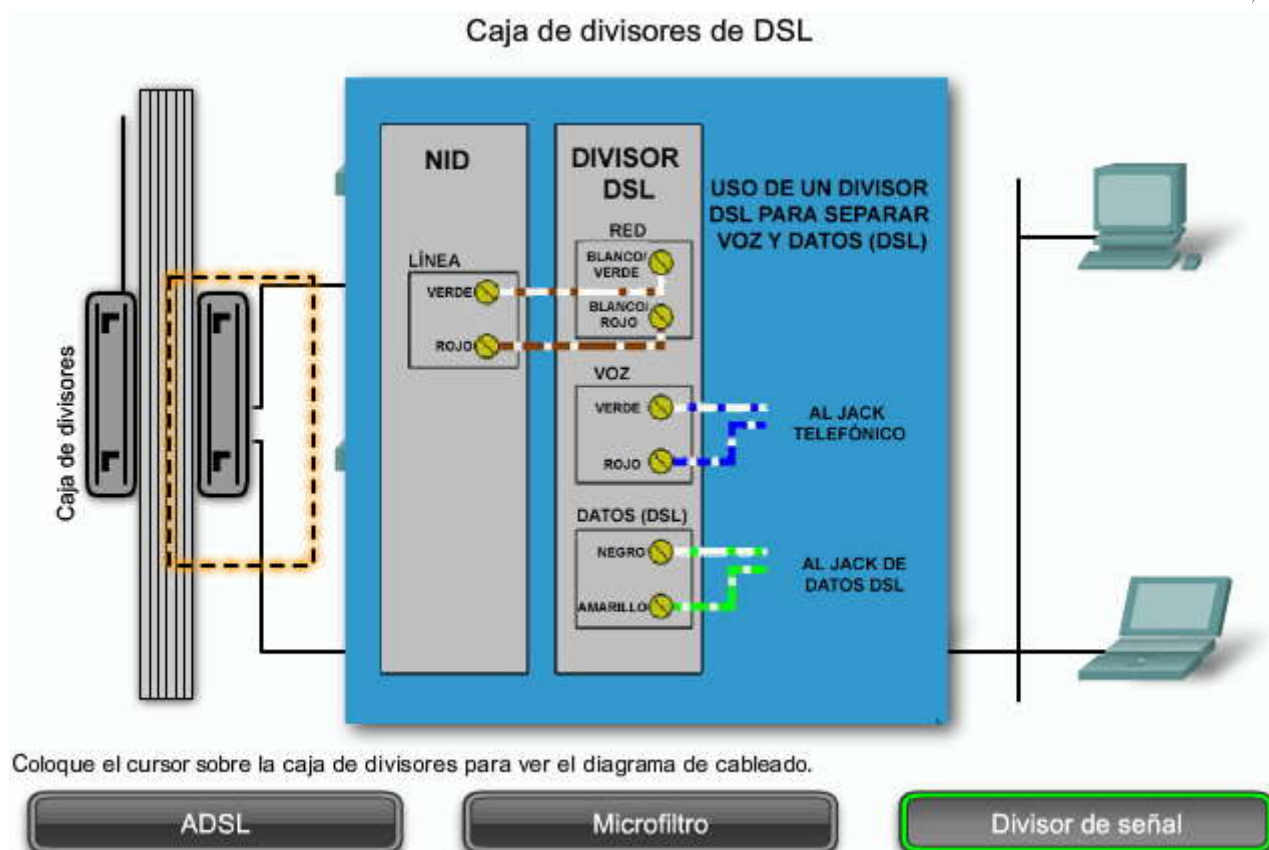 Caja de divisores de DSL
Caja de divisores
NID
LÍNEA
VERDE
ROJO
DIVISOR
DSL
RED
BLANCO/
VERDE
BLANCO/
ROJO
VOZ
VERDE
ROJO
DATOS (DSL)
NEGRO
AMARILLO
USO DE UN DIVISOR
DSL PARA SEPARAR
VOZ Y DATOS (DSL)
AL JACK
TELEFÓNICO
AL JACK DE
DATOS DSL
Coloque el cursor sobre la caja de divisores para ver el diagrama de cableado.
ADSL
Microfiltro
Divisor de señal